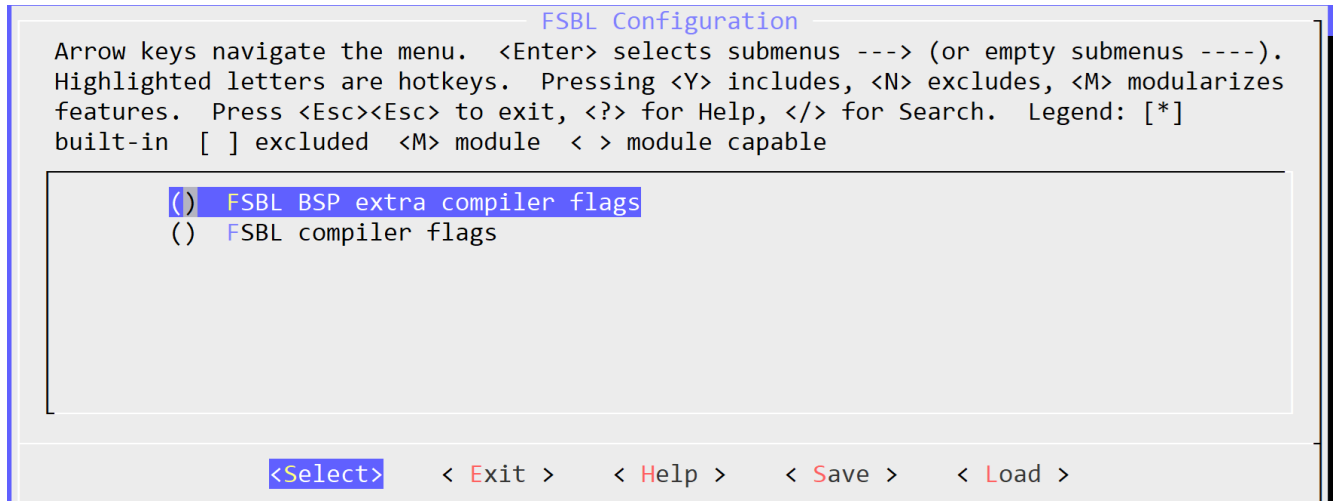 FSBL Configuration
Arrow keys navigate the menu. <Enter> selects submenus ---> (or empty submenus ----).
Highlighted letters are hotkeys. Pressing <Y> includes, <N> excludes, <M> modularizes
features. Press <Esc><Esc> to exit, <?> for Help, </> for Search. Legend: [*]
built-in [ ] excluded <M> module < > module capable
() FSBL BSP extra compiler flags
() FSBL compiler flags
<Select> < Exit > < Help > < Save > < Load >